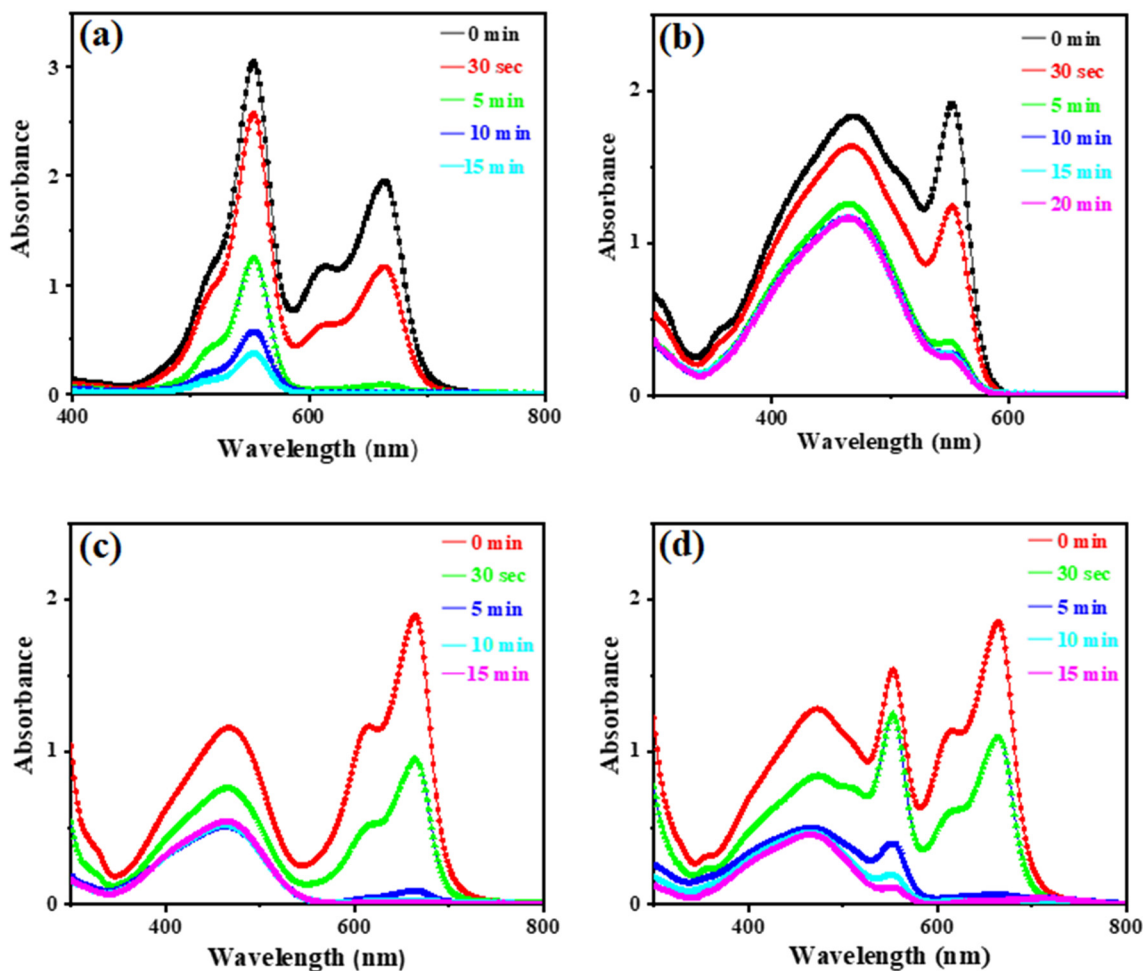 (a)
0 min
30 sec
5 min
10 min
15 min
3
2
1
0
400
600
800
Absorbance
Wavelength (nm)
(b)
0 min
30 sec
5 min
10 min
15 min
20 min
2
1
0
400
600
Absorbance
Wavelength (nm)
(c)
0 min
30 sec
5 min
10 min
15 min
2
1
0
400
600
800
Absorbance
Wavelength (nm)
(d)
0 min
30 sec
5 min
10 min
15 min
2
1
0
400
600
800
Absorbance
Wavelength (nm)